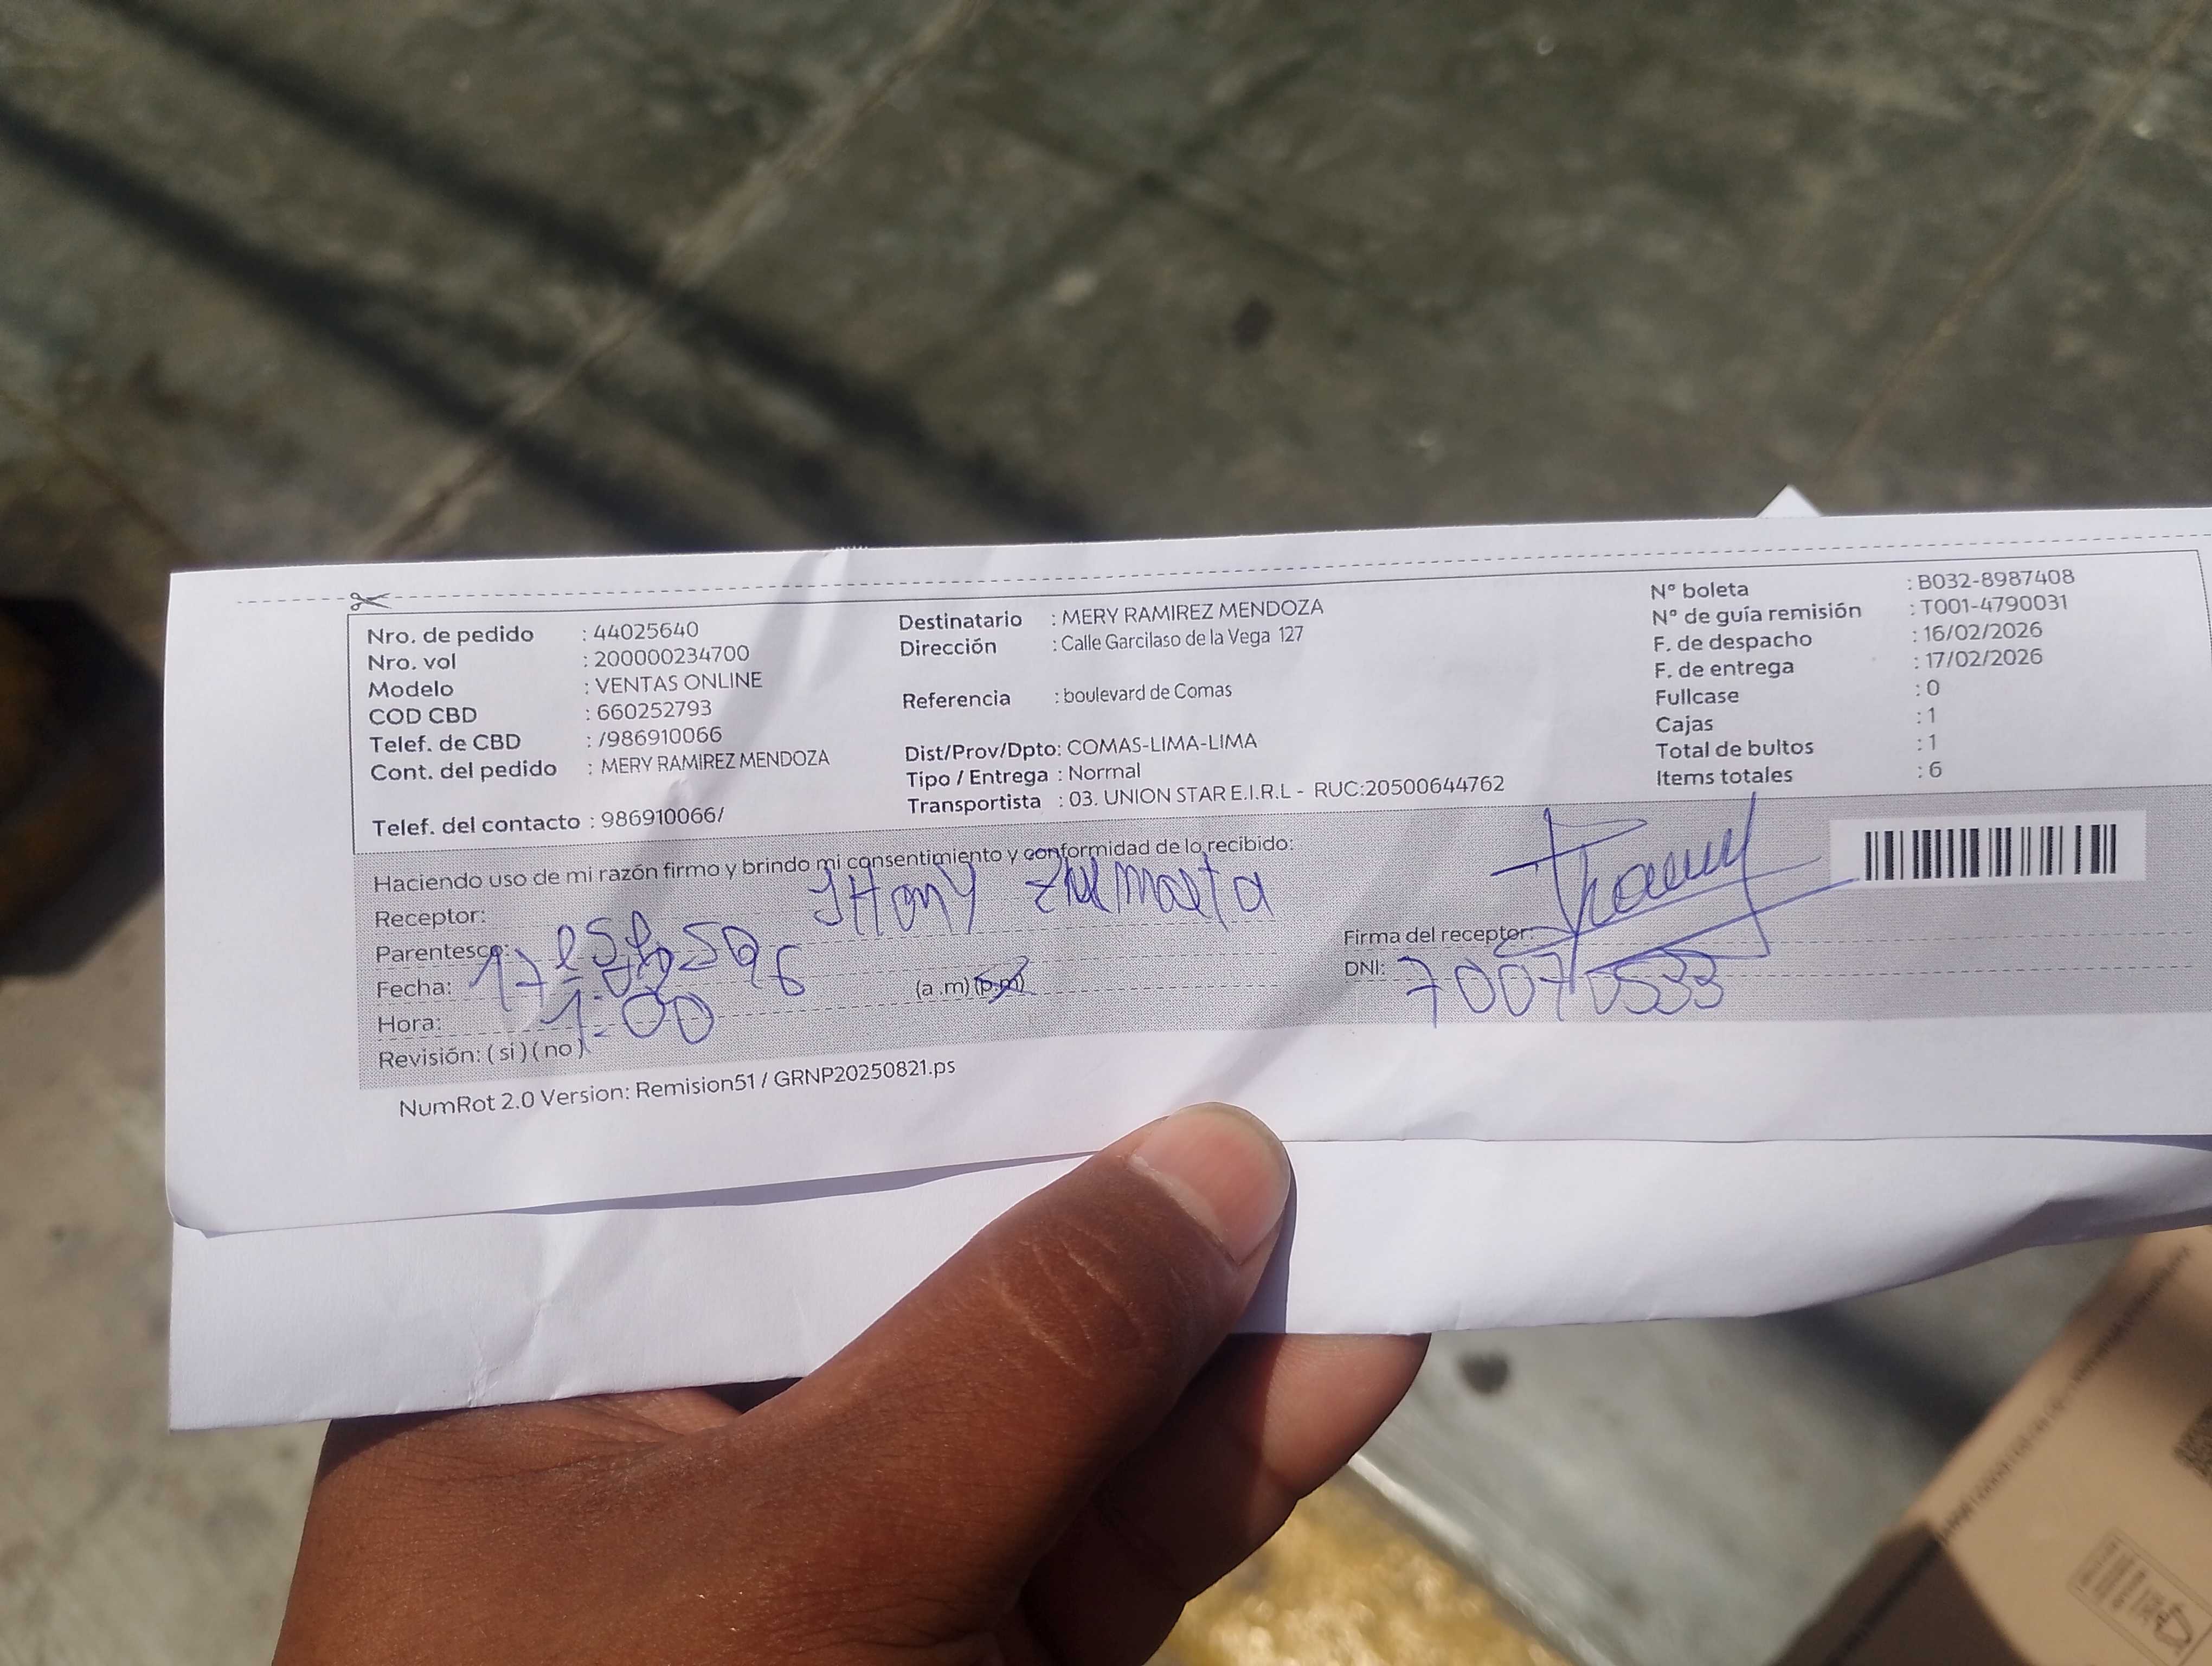 Nro. de pedido : 44025640
Nro. vol : 200000234700
Modelo : VENTAS ONLINE
COD CBD : 660252793
Telef. de CBD : /986910066
Cont. del pedido : MERY RAMIREZ MENDOZA
Telef. del contacto : 986910066/
Destinatario : MERY RAMIREZ MENDOZA
Dirección : Calle Garcilaso de la Vega 127
Referencia : boulevard de Comas
Dist/Prov/Dpto: COMAS-LIMA-LIMA
Tipo / Entrega : Normal
Transportista : 03. UNION STAR E.I.R.L - RUC:20500644762
N° boleta : B032-8987408
N° de guía remisión : T001-4790031
F. de despacho : 16/02/2026
F. de entrega : 17/02/2026
Fullcase : 0
Cajas : 1
Total de bultos : 1
Items totales : 6
Haciendo uso de mi razón firmo y brindo mi consentimiento y conformidad de lo recibido:
Receptor: JHony
Parentesco:
Fecha:
Hora: 1:00 (a .m) (p.m)
Revisión: ( si ) ( no )
Firma del receptor:
DNI: 70070533
NumRot 2.0 Version: Remision51 / GRNP20250821.ps